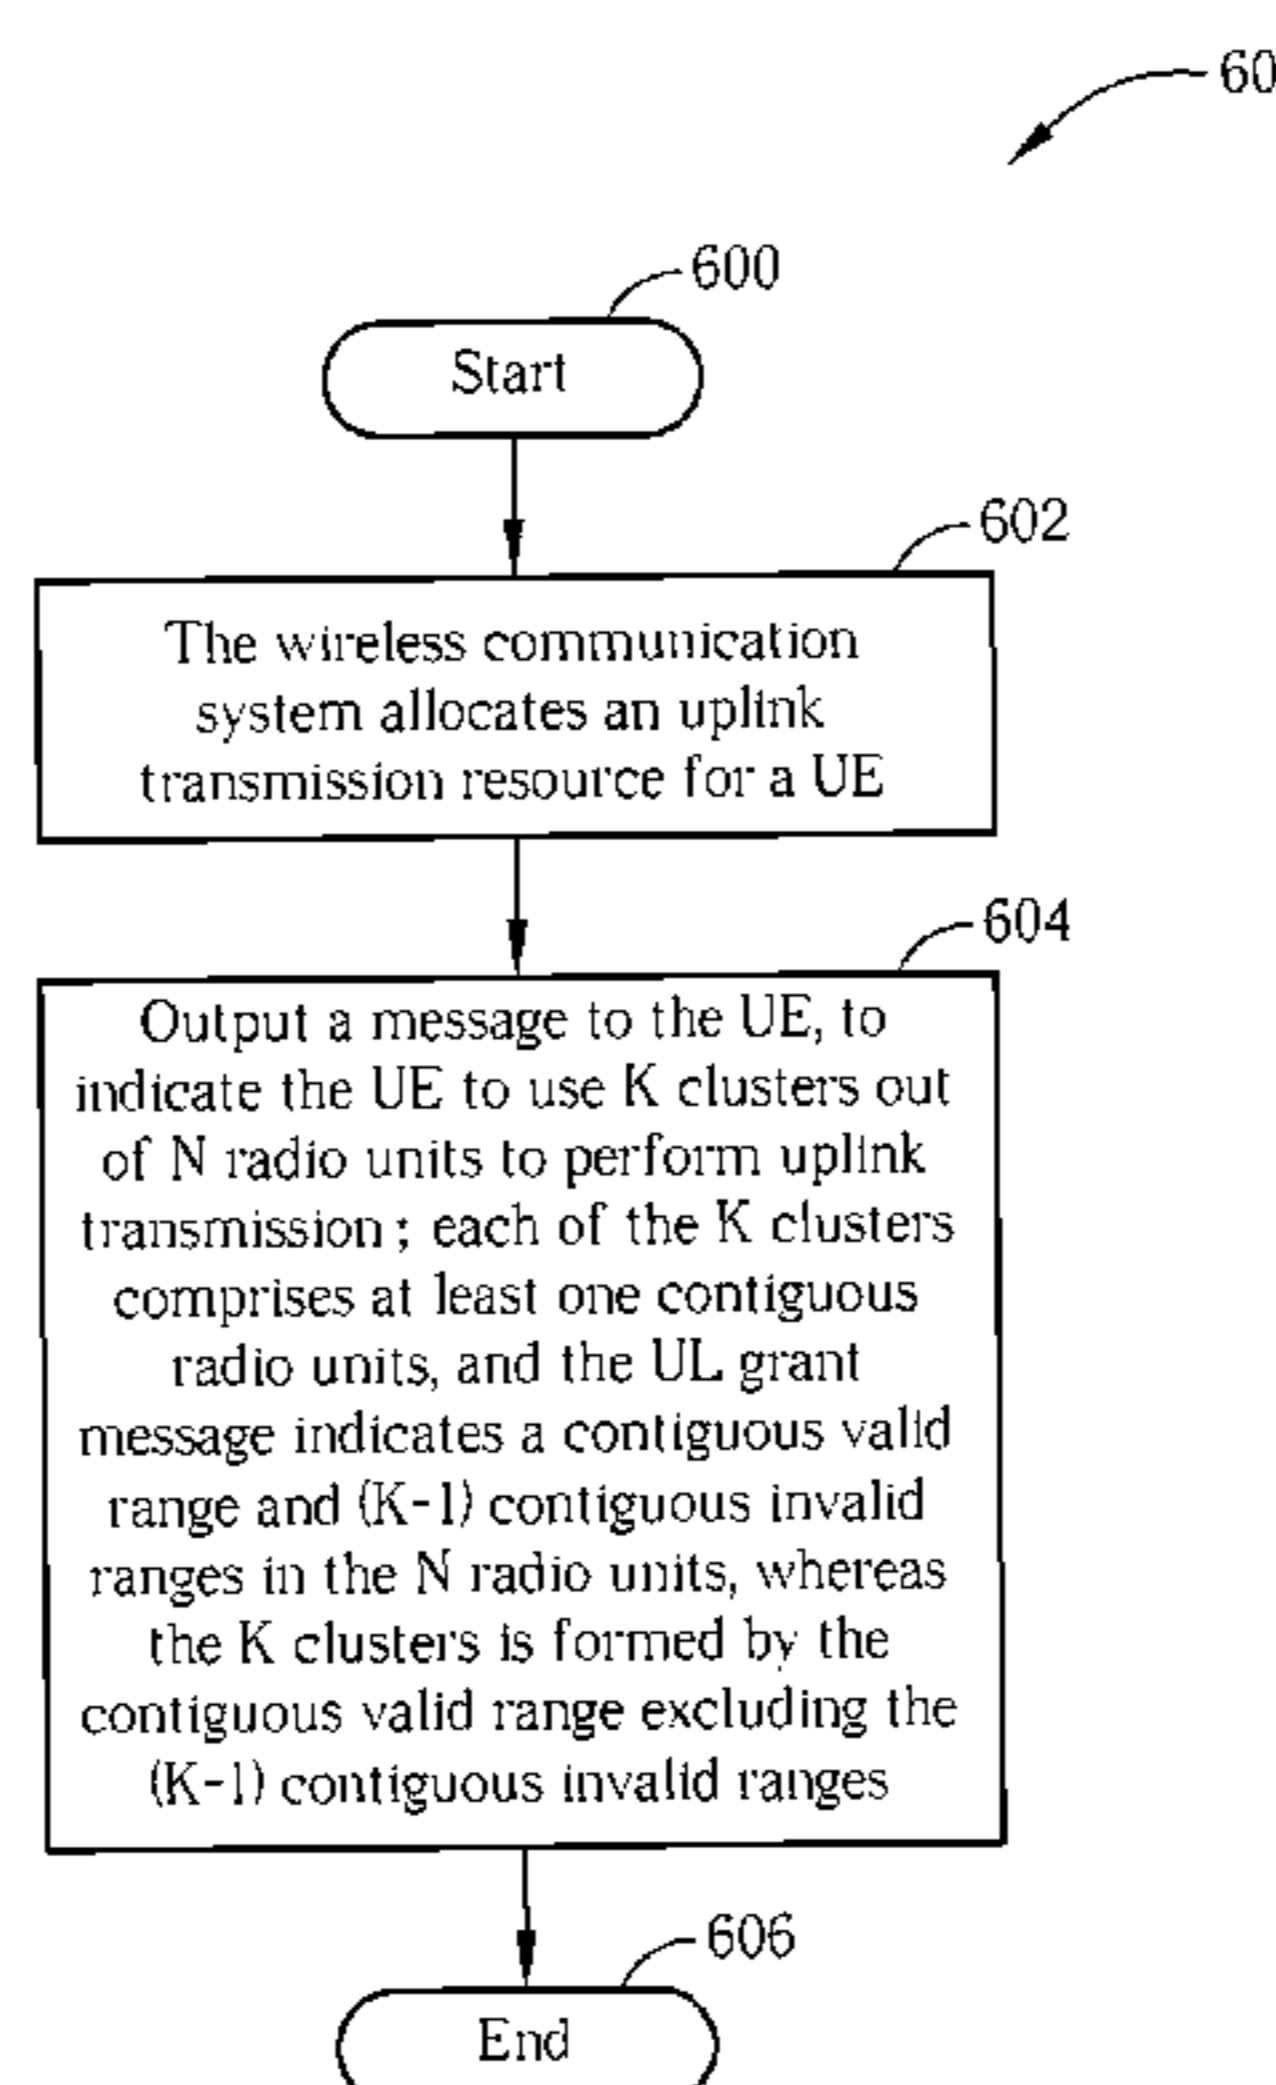 60
600
Start
602
The wireless communication
system allocates an uplink
transmission resource for a UE
604
Output a message to the UE, to
indicate the UE to use K clusters out
of N radio units to perform uplink
transmission; each of the K clusters
comprises at least one contiguous
radio units, and the UL grant
message indicates a contiguous valid
range and (K-1) contiguous invalid
ranges in the N radio units, whereas
the K clusters is formed by the
contiguous valid range excluding the
(K-1) contiguous invalid ranges
606
End